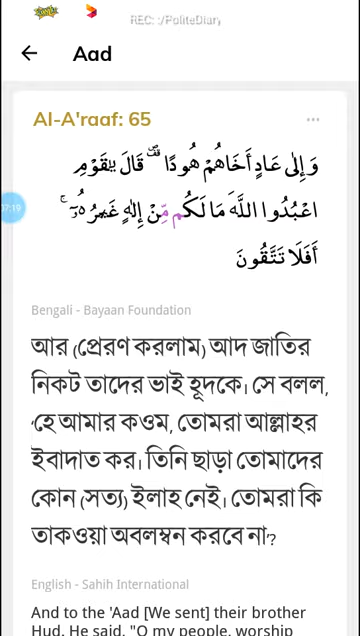 REC: :/PoliteDiary
Aad
Al-A'raaf: 65
وَإِلَىٰ عَادٍ أَخَاهُمْ هُودًا ۗ قَالَ يَٰقَوْمِ
اعْبُدُوا اللَّهَ مَا لَكُم مِّنْ إِلَٰهٍ غَيْرُهُ ۚ
أَفَلَا تَتَّقُونَ
07:19
Bengali - Bayaan Foundation
আর (প্রেরণ করলাম) আদ জাতির
নিকট তাদের ভাই হূদকে। সে বলল,
‘হে আমার কওম, তোমরা আল্লাহর
ইবাদাত কর। তিনি ছাড়া তোমাদের
কোন (সত্য) ইলাহ নেই। তোমরা কি
তাকওয়া অবলম্বন করবে না’?
English - Sahih International
And to the 'Aad [We sent] their brother
Hud. He said, "O my people, worship